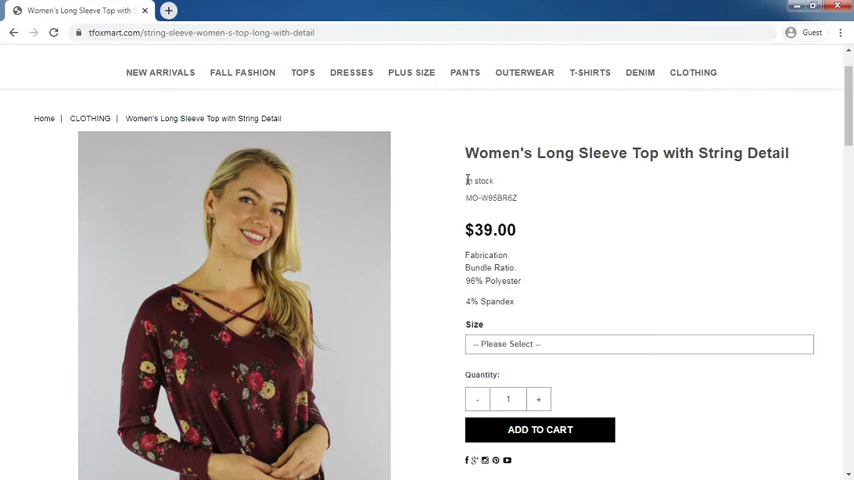 Women's Long Sleeve Top with S
tfoxmart.com/string-sleeve-women-s-top-long-with-detail
Guest
NEW ARRIVALS FALL FASHION TOPS DRESSES PLUS SIZE PANTS OUTERWEAR T-SHIRTS DENIM CLOTHING
Home | CLOTHING | Women's Long Sleeve Top with String Detail
Women's Long Sleeve Top with String Detail
In stock
MO-W95BR6Z
$39.00
Fabrication.
Bundle Ratio.
96% Polyester
4% Spandex
Size
-- Please Select --
Quantity:
- 1 +
ADD TO CART